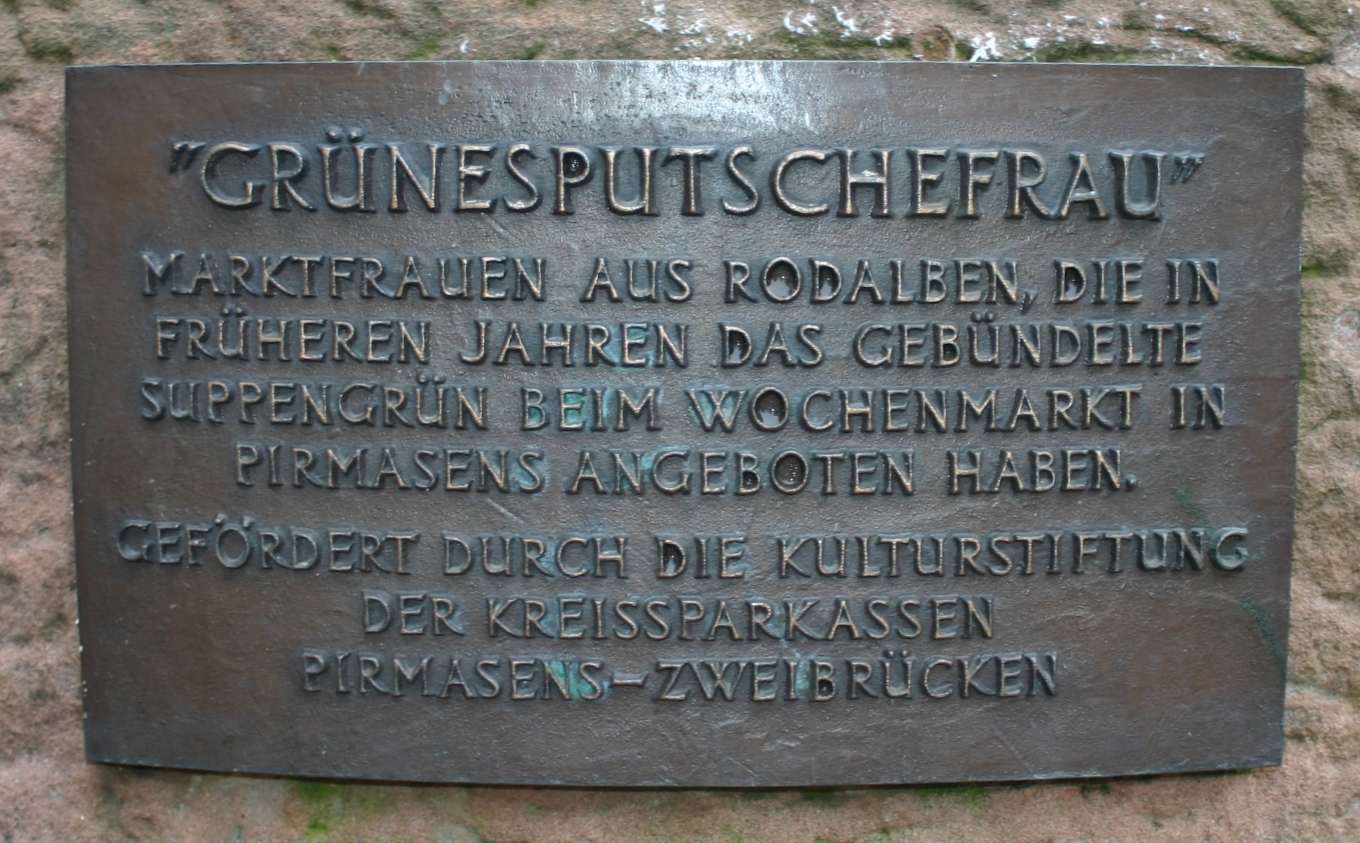 "GRÜNESPUTSCHEFRAU"
MARKTFRAUEN AUS RODALBEN, DIE IN
FRÜHEREN JAHREN DAS GEBÜNDELTE
SUPPENGRÜN BEIM WOCHENMARKT IN
PIRMASENS ANGEBOTEN HABEN.
GEFÖRDERT DURCH DIE KULTURSTIFTUNG
DER KREISSPARKASSEN
PIRMASENS-ZWEIBRÜCKEN